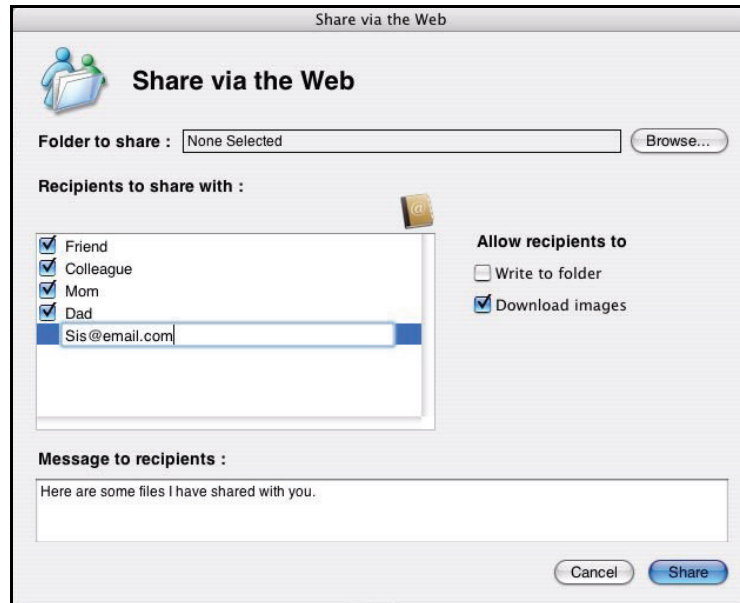 Share via the Web
Share via the Web
Folder to share : None Selected Browse...
Recipients to share with :
@
Friend
Colleague
Mom
Dad
Sis@email.com
Allow recipients to
Write to folder
Download images
Message to recipients :
Here are some files I have shared with you.
Cancel Share